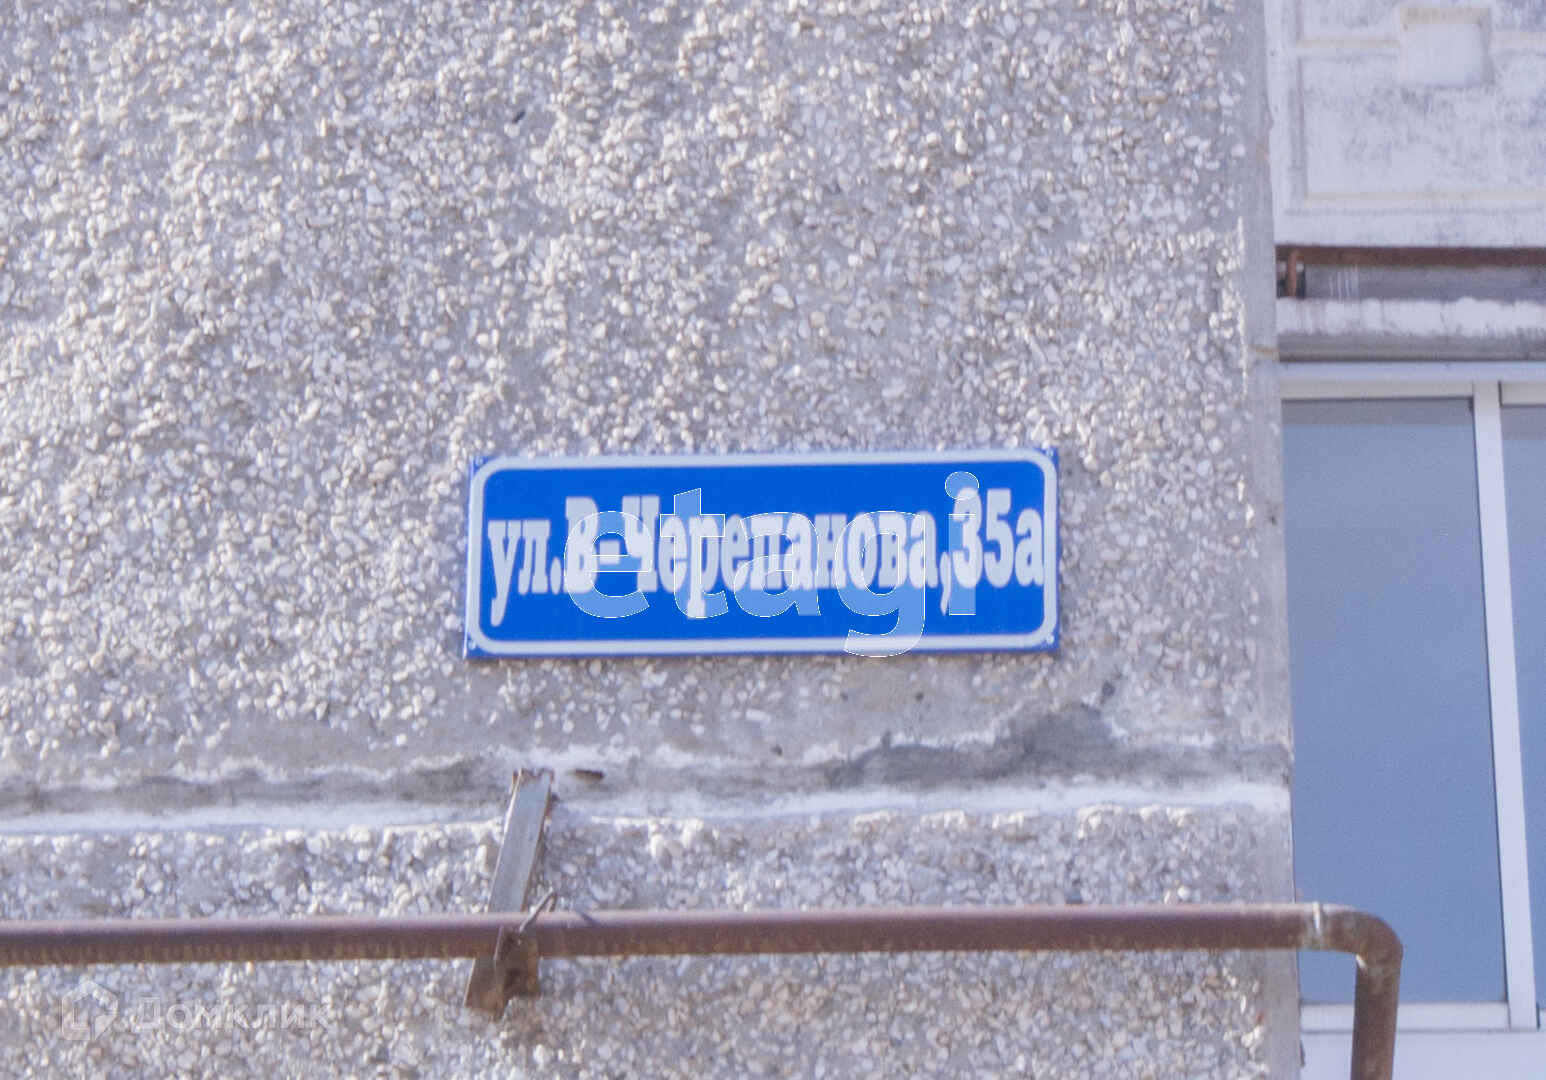 ул.В-Черепанова,35а
etagi
Домклик